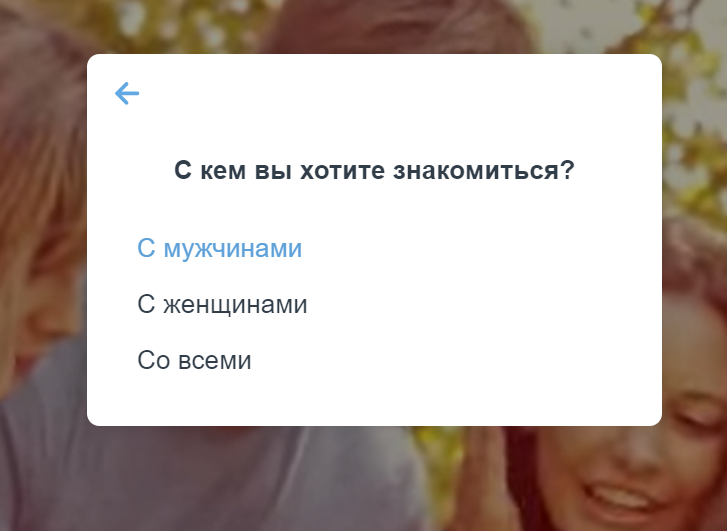 С кем вы хотите знакомиться?
С мужчинами
С женщинами
Со всеми